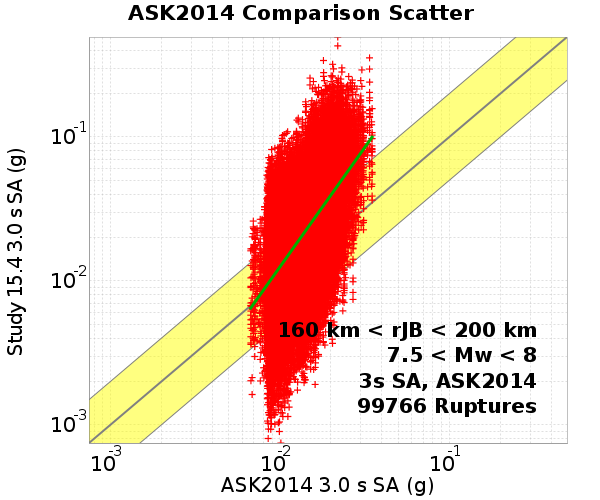 ASK2014 Comparison Scatter
Study 15.4 3.0 s SA (g)
10-1
10-2
10-3
160 km < rJB < 200 km
7.5 < Mw < 8
3s SA, ASK2014
99766 Ruptures
10-3 10-2 10-1
ASK2014 3.0 s SA (g)